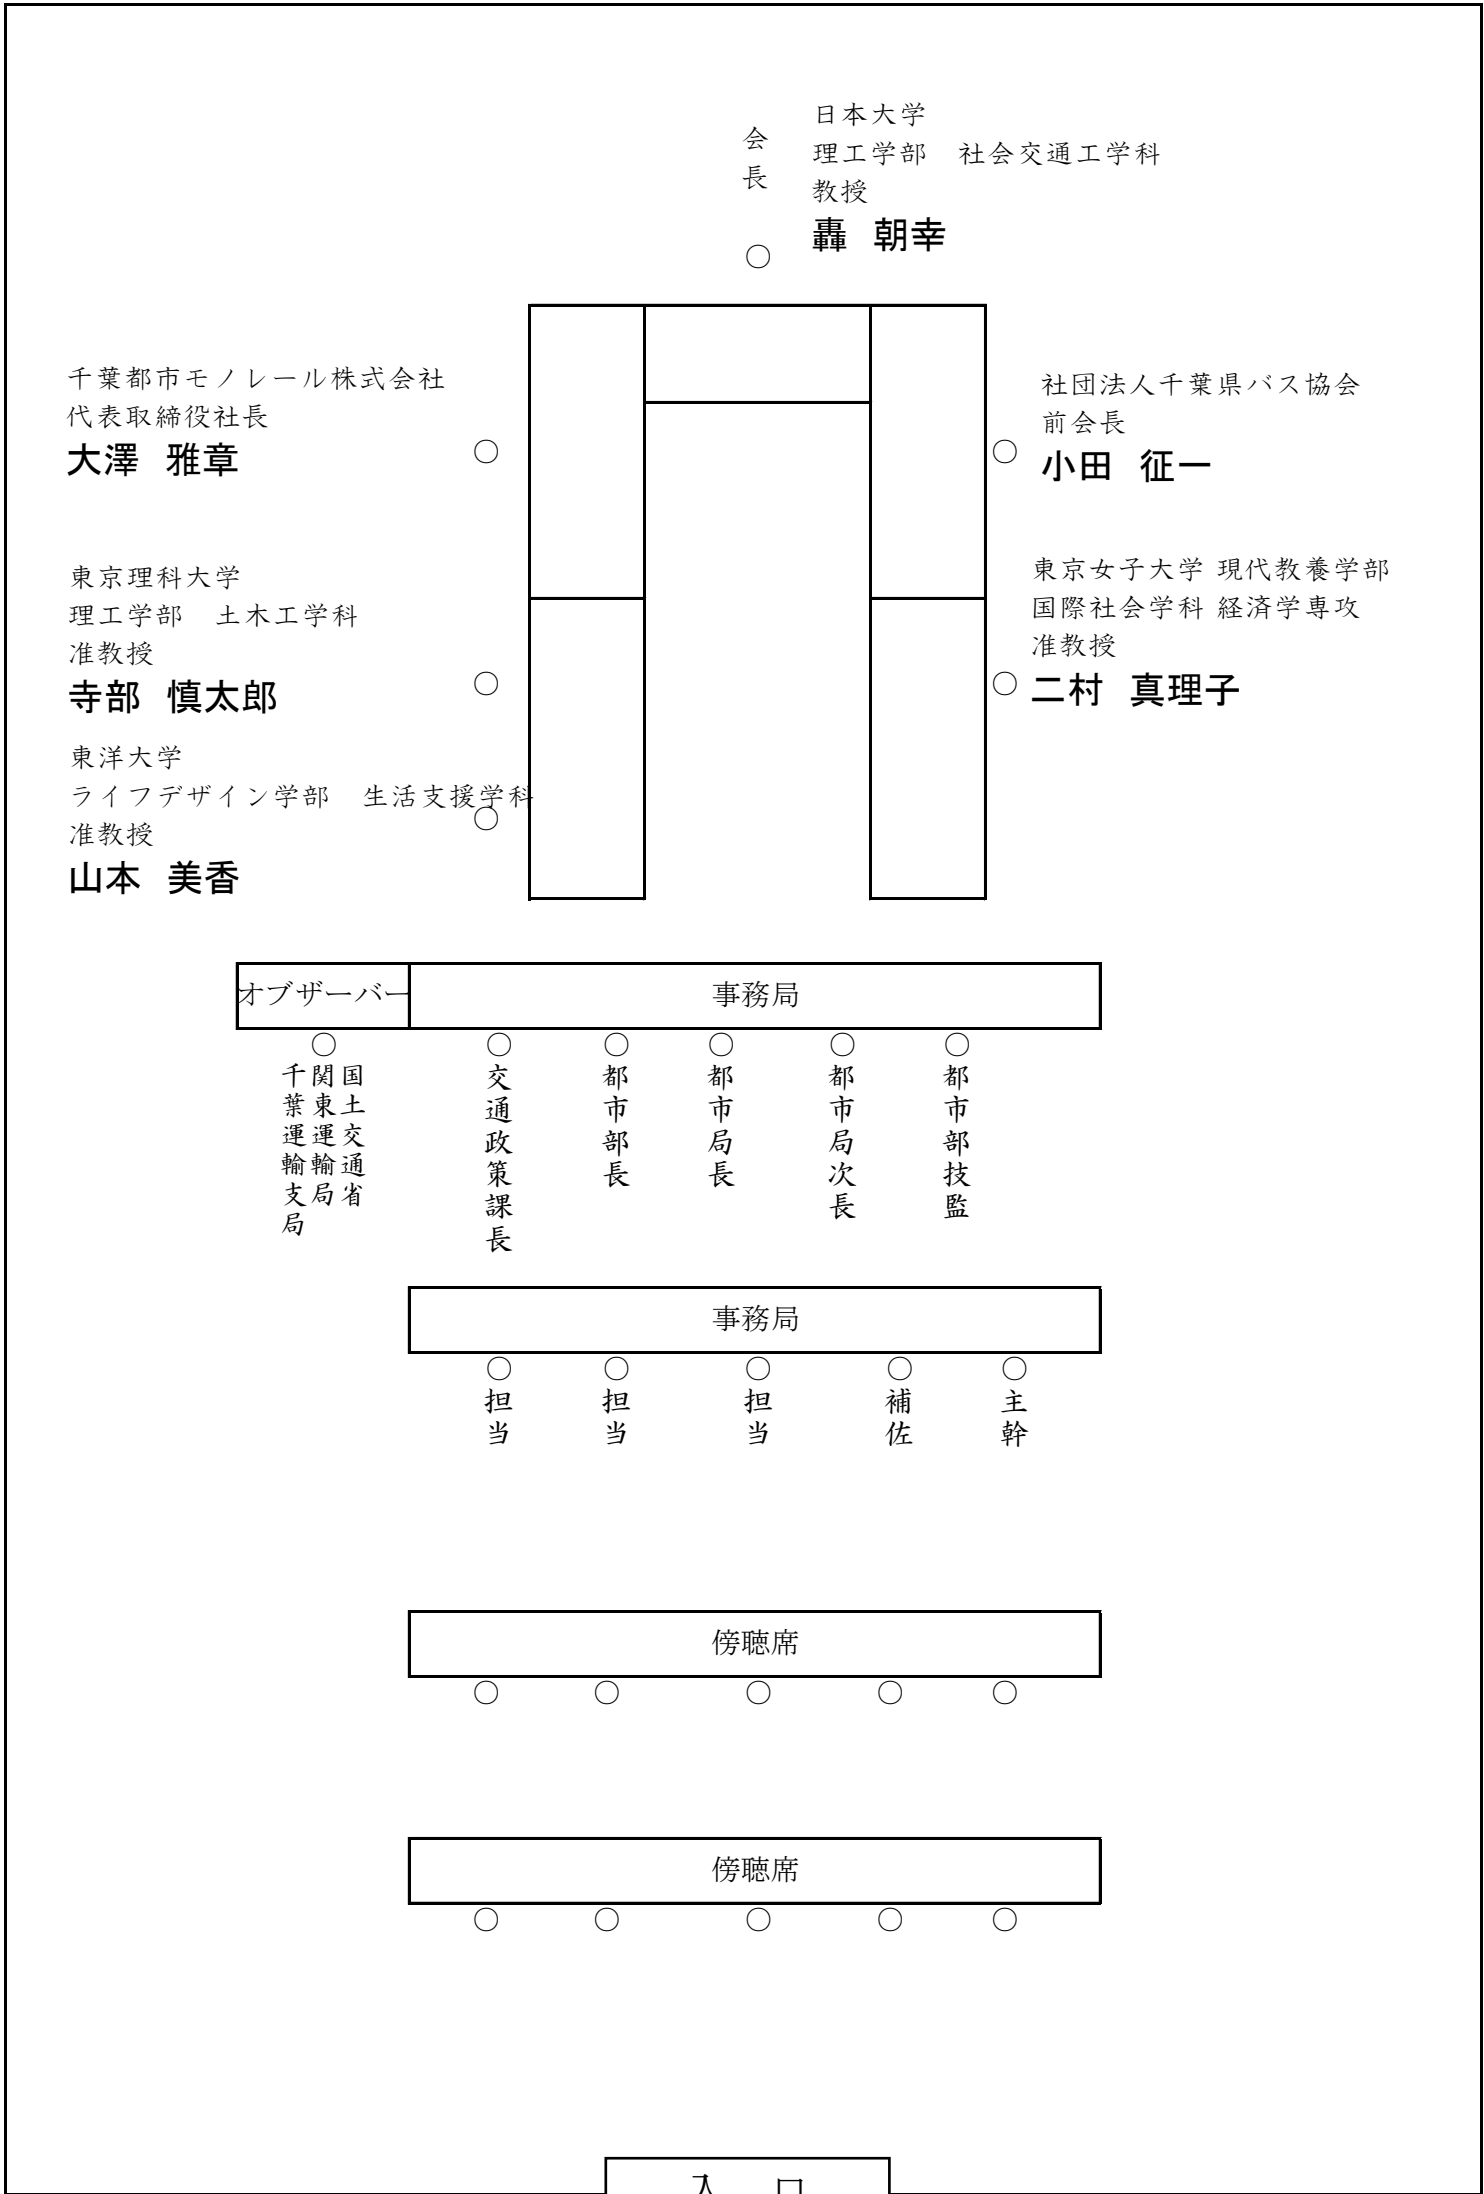 会長
日本大学
理工学部　社会交通工学科
教授
轟　朝幸
○
千葉都市モノレール株式会社
代表取締役社長
大澤　雅章
○
社団法人千葉県バス協会
前会長
○
小田　征一
東京理科大学
理工学部　土木工学科
准教授
寺部　慎太郎
○
東京女子大学 現代教養学部
国際社会学科 経済学専攻
准教授
○
二村　真理子
東洋大学
ライフデザイン学部　生活支援学科
○
准教授
山本　美香
オブザーバー
事務局
○ ○ ○ ○ ○ ○
国土交通省
関東運輸局
千葉運輸支局
交通政策課長
都市部長
都市局長
都市局次長
都市部技監
事務局
○ ○ ○ ○ ○
担当
担当
担当
補佐
主幹
傍聴席
○ ○ ○ ○ ○
傍聴席
○ ○ ○ ○ ○
入　口